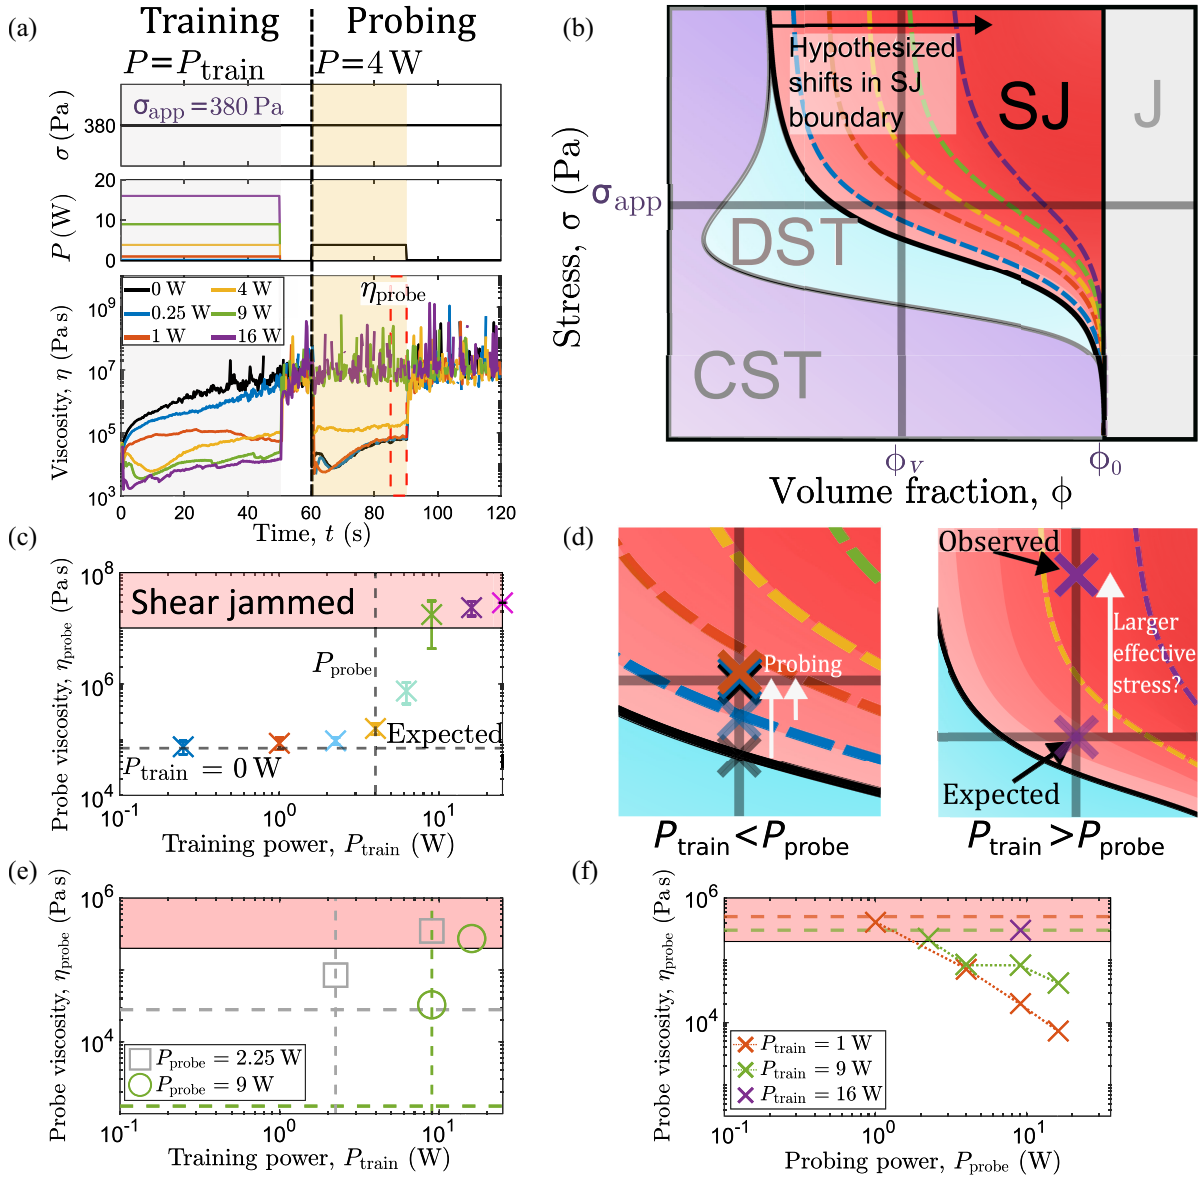 (a)
Training
Probing
P = P_train
P = 4 W
σ_app = 380 Pa
380
σ (Pa)
20
10
0
P (W)
0 W
0.25 W
1 W
4 W
9 W
16 W
η_probe
10^9
10^7
10^5
10^3
Viscosity, η (Pa s)
0
20
40
60
80
100
120
Time, t (s)
(b)
Hypothesized
shifts in SJ
boundary
SJ
J
DST
CST
σ_app
Stress, σ (Pa)
ϕ_v
ϕ_0
Volume fraction, ϕ
(c)
Shear jammed
P_probe
Expected
P_train = 0 W
10^8
10^6
10^4
Probe viscosity, η_probe (Pa s)
10^-1
10^0
10^1
Training power, P_train (W)
(d)
Probing
P_train < P_probe
Observed
Larger
effective
stress?
Expected
P_train > P_probe
(e)
10^6
10^4
Probe viscosity, η_probe (Pa s)
P_probe = 2.25 W
P_probe = 9 W
10^-1
10^0
10^1
Training power, P_train (W)
(f)
10^6
10^4
Probe viscosity, η_probe (Pa s)
P_train = 1 W
P_train = 9 W
P_train = 16 W
10^-1
10^0
10^1
Probing power, P_probe (W)